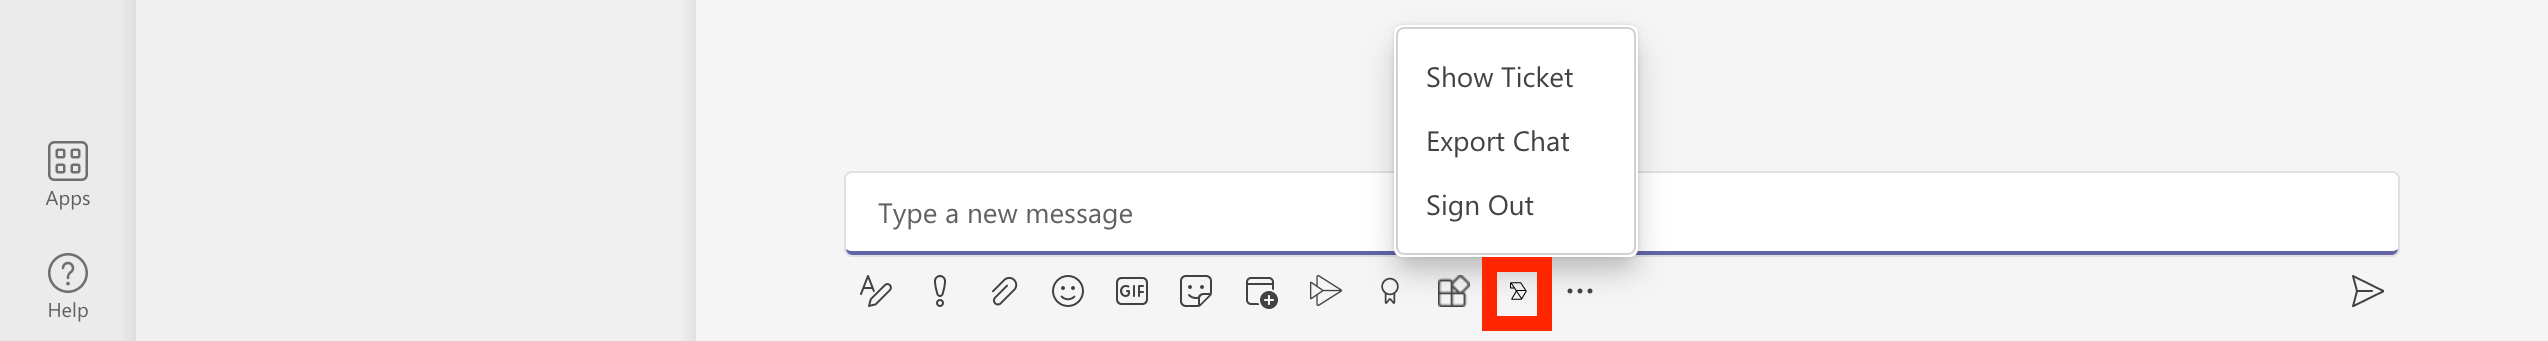 Show Ticket
Export Chat
Sign Out
Apps
Type a new message
Help
GIF